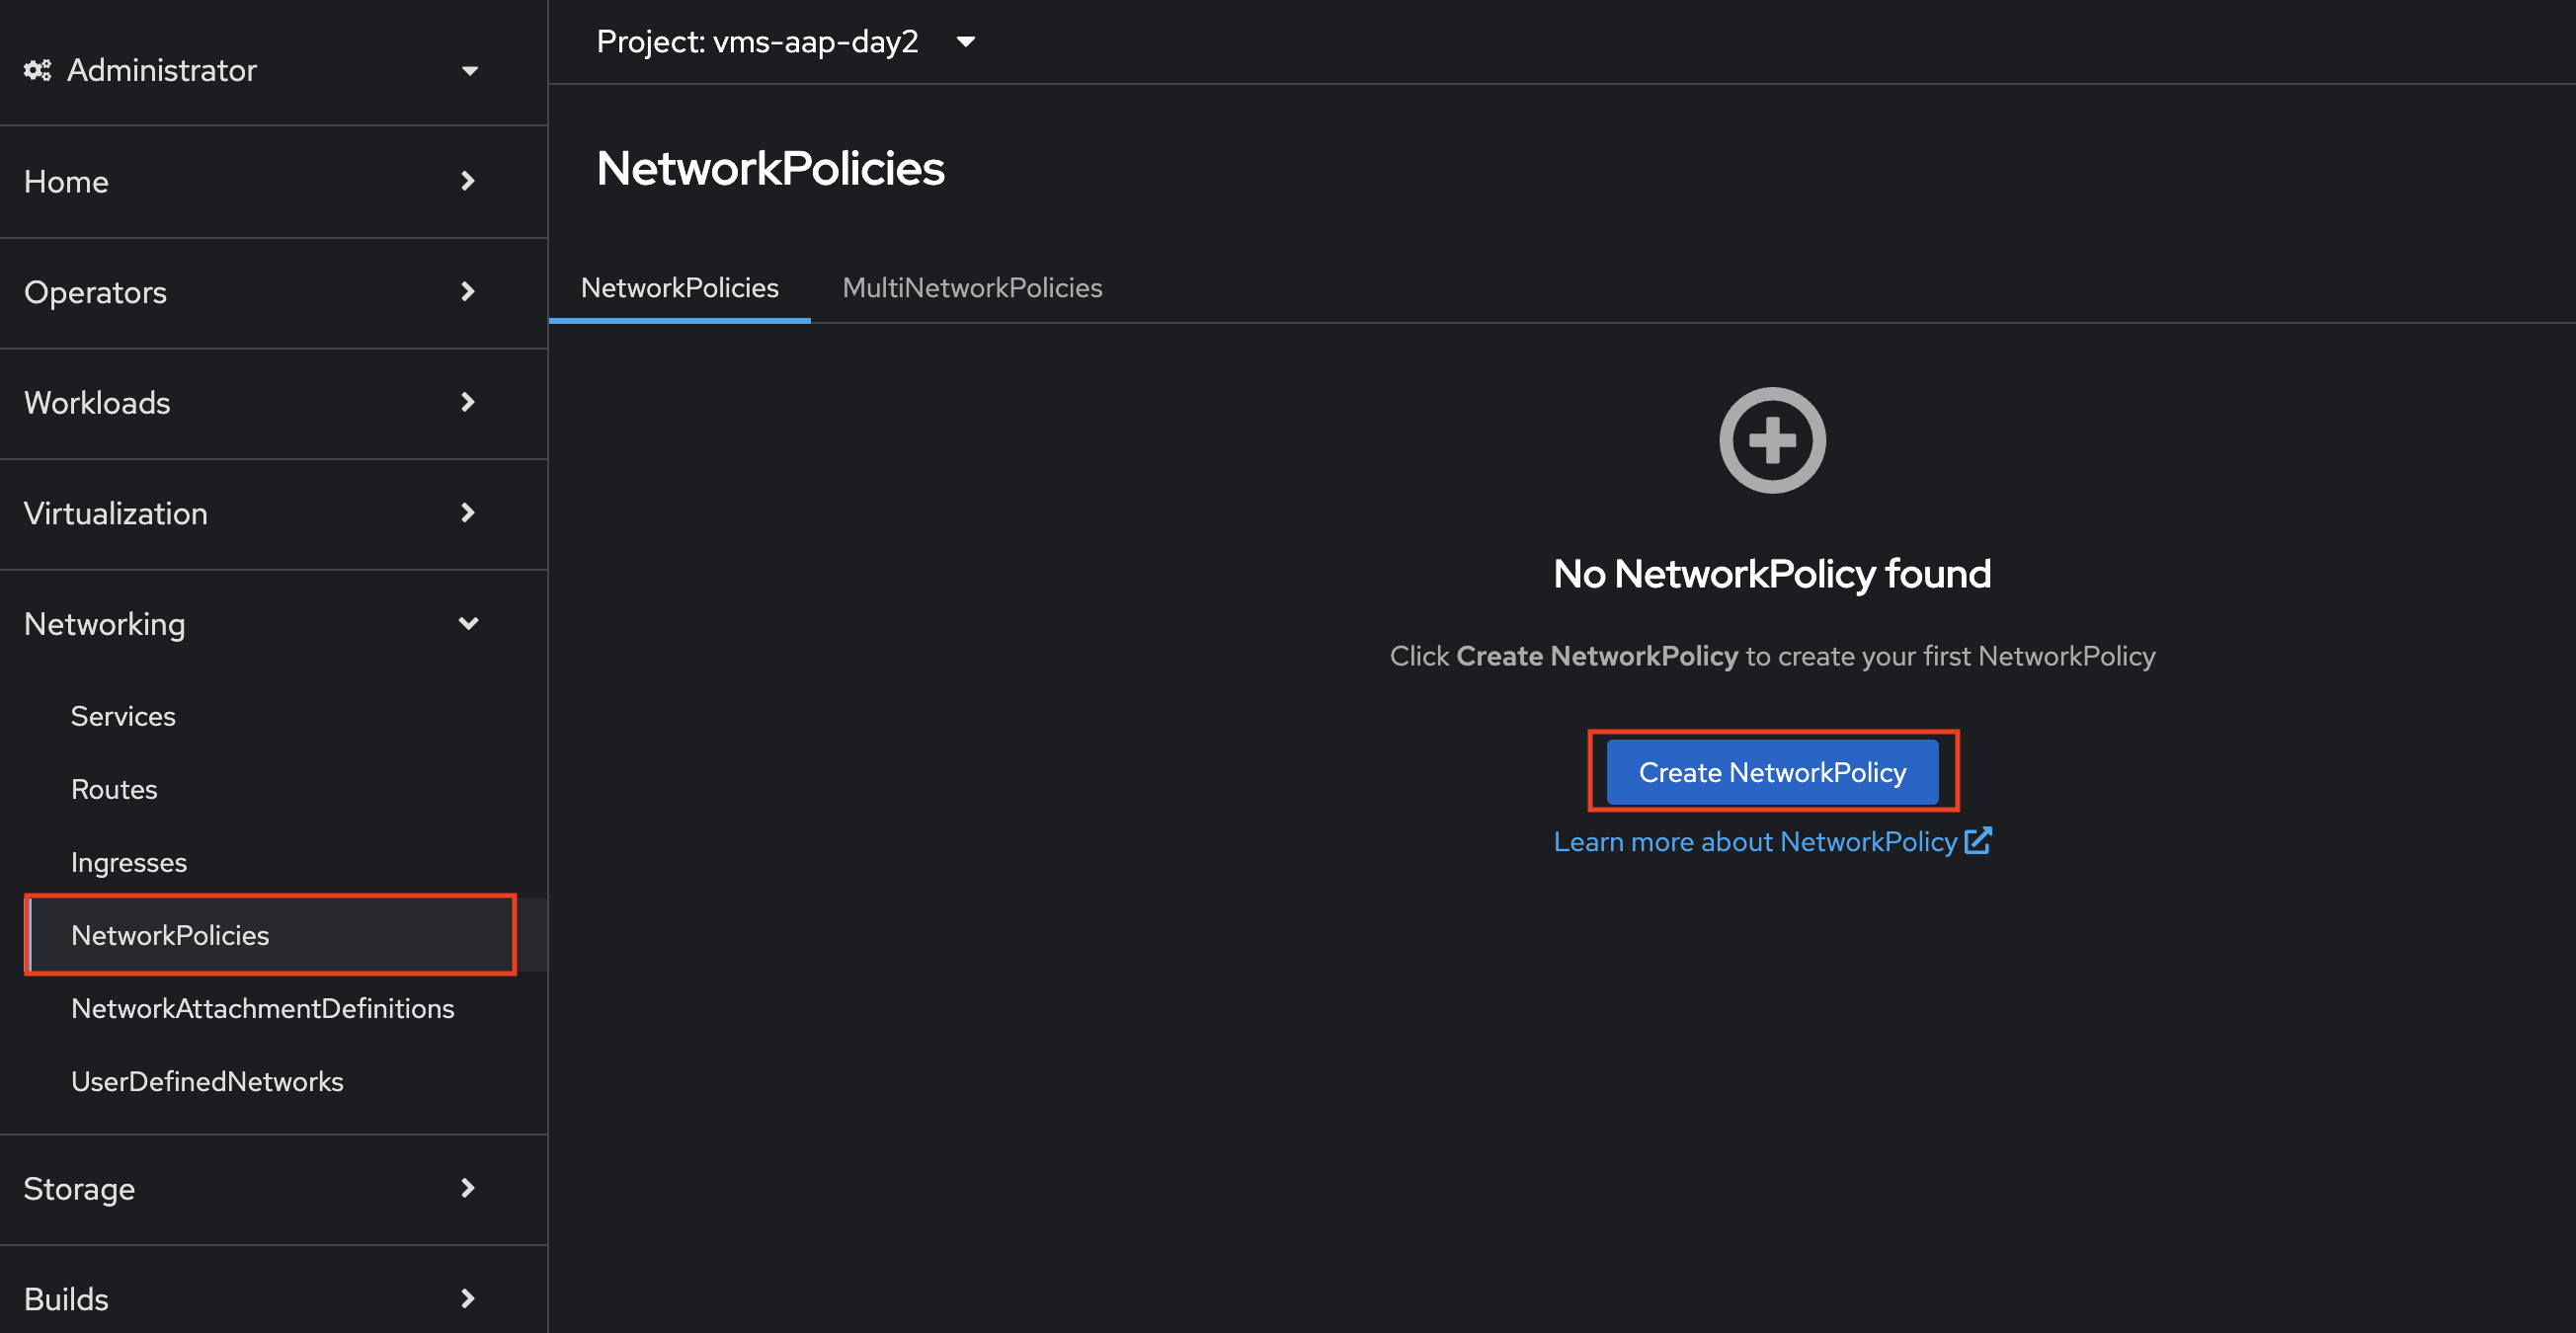 Administrator
Home
Operators
Workloads
Virtualization
Networking
Services
Routes
Ingresses
NetworkPolicies
NetworkAttachmentDefinitions
UserDefinedNetworks
Storage
Builds
Project: vms-aap-day2
NetworkPolicies
NetworkPolicies MultiNetworkPolicies
No NetworkPolicy found
Click Create NetworkPolicy to create your first NetworkPolicy
Create NetworkPolicy
Learn more about NetworkPolicy